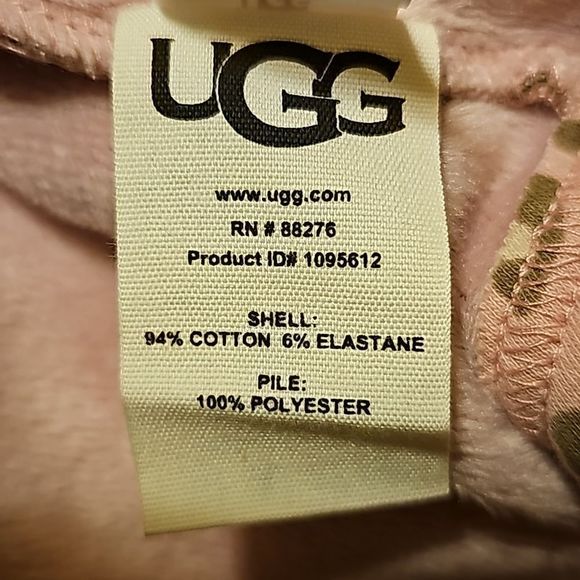 UGG
www.ugg.com
RN # 88276
Product ID# 1095612
SHELL:
94% COTTON 6% ELASTANE
PILE:
100% POLYESTER